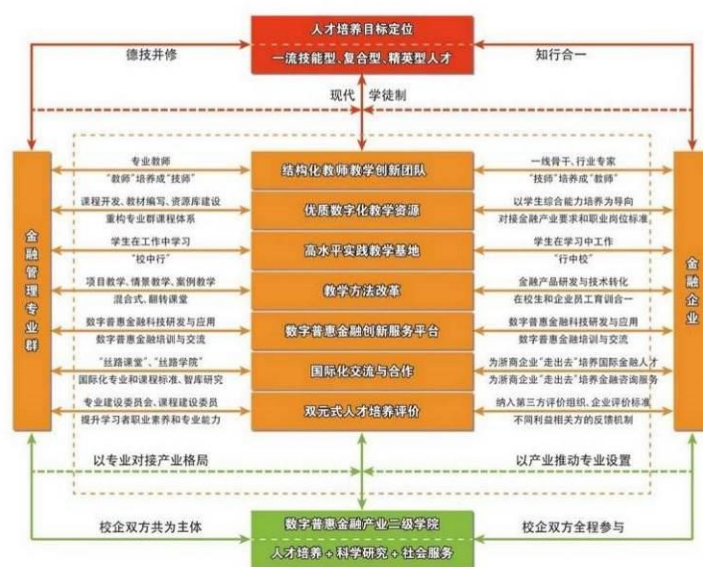 人才培养目标定位
一流技能型、复合型、精英型人才
德技并修
知行合一
现代 学徒制
金融管理专业群
金融企业
专业教师
"教师"培养成"技师"
结构化教师教学创新团队
一线骨干、行业专家
"技师"培养成"教师"
课程开发、教材编写、资源库建设
重构专业群课程体系
优质数字化教学资源
以学生综合能力培养为导向
对接金融产业要求和职业岗位标准
学生在工作中学习
"校中行"
高水平实践教学基地
学生在学习中工作
"行中校"
项目教学、情景教学、案例教学
混合式、翻转课堂
教学方法改革
金融产品研发与技术转化
在校生和企业员工育训合一
数字普惠金融科技研发与应用
数字普惠金融培训与交流
数字普惠金融创新服务平台
数字普惠金融科技研发与应用
数字普惠金融培训与交流
"丝路课堂"、"丝路学院"
国际化专业和课程标准、智库研究
国际化交流与合作
为浙商企业"走出去"培养国际金融人才
为浙商企业"走出去"培养金融咨询服务
专业建设委员会、课程建设委员
提升学习者职业素养和专业能力
双元式人才培养评价
纳入第三方评价组织、企业评价标准
不同利益相关方的反馈机制
以专业对接产业格局
以产业推动专业设置
校企双方共为主体
校企双方全程参与
数字普惠金融产业二级学院
人才培养+科学研究+社会服务